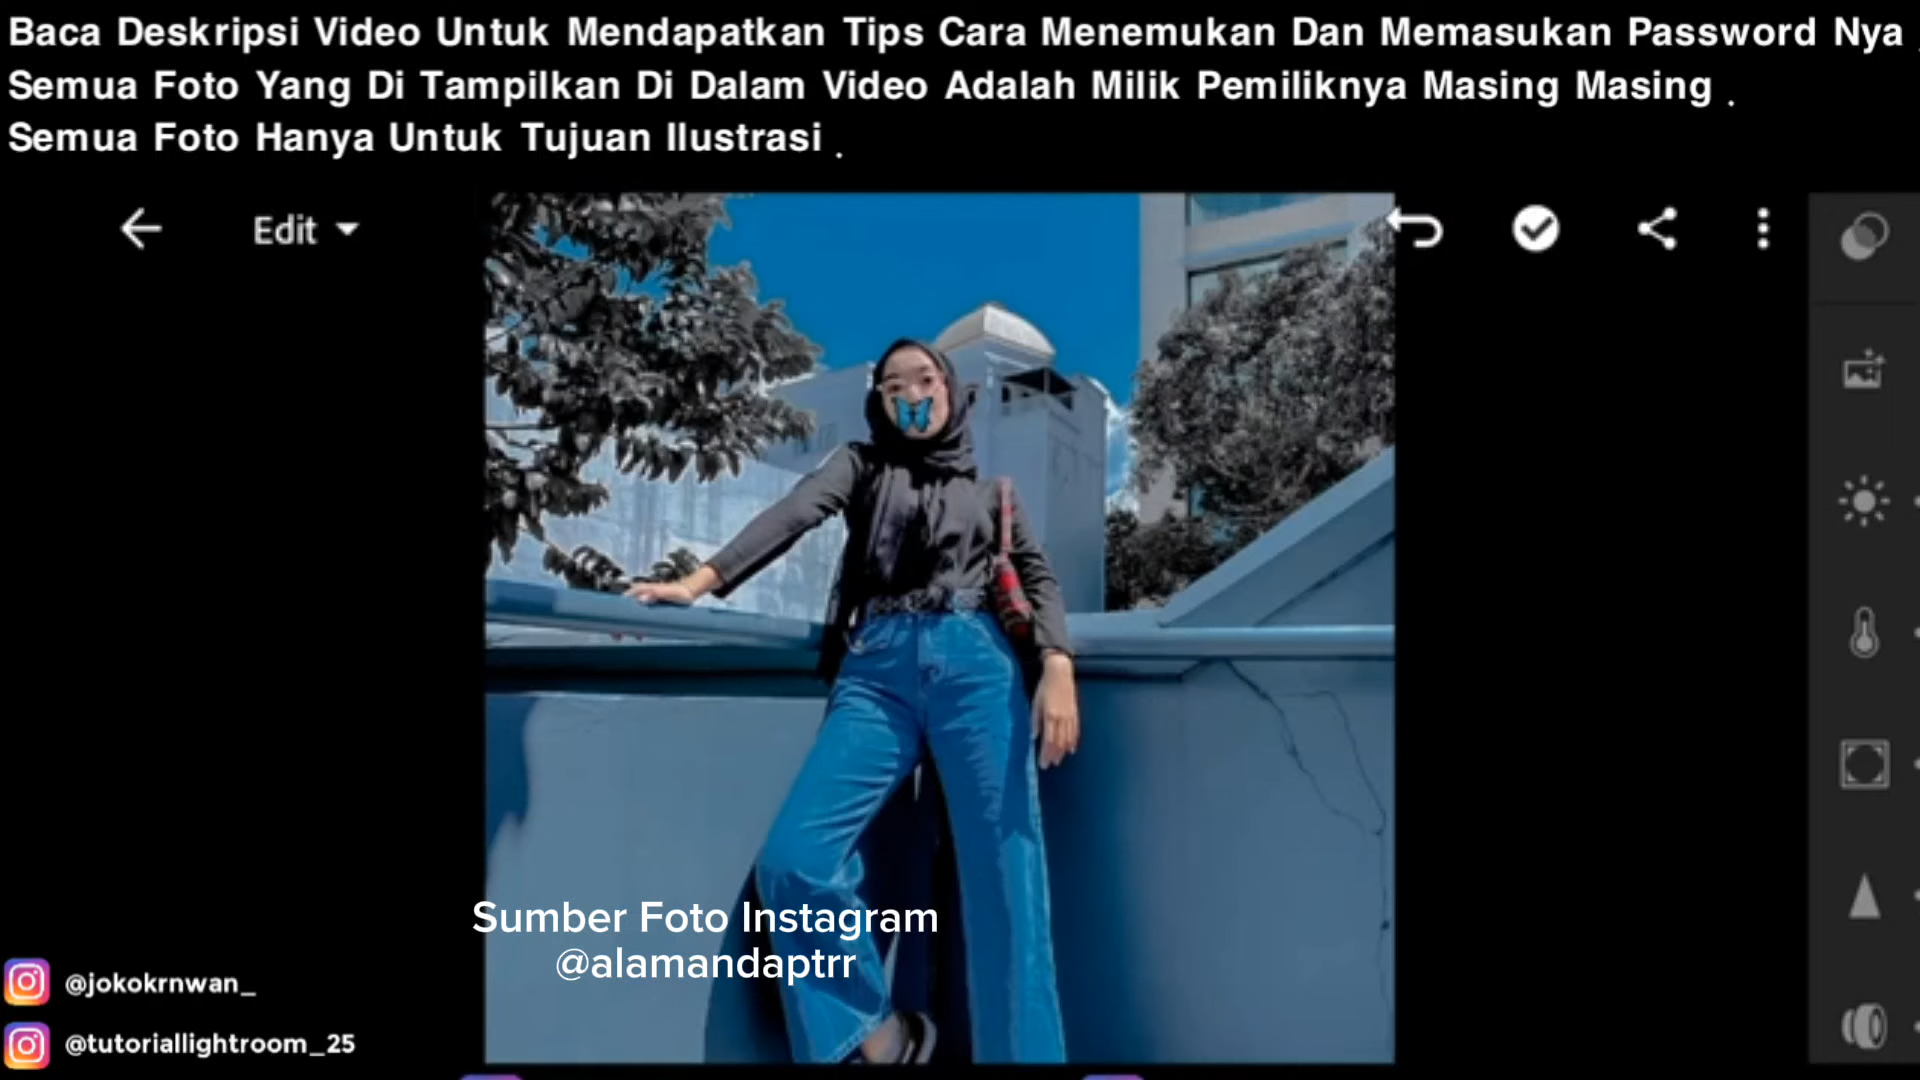 Baca Deskripsi Video Untuk Mendapatkan Tips Cara Menemukan Dan Memasukan Password Nya
Semua Foto Yang Di Tampilkan Di Dalam Video Adalah Milik Pemiliknya Masing Masing .
Semua Foto Hanya Untuk Tujuan Ilustrasi .
Edit
Sumber Foto Instagram
@alamandaptrr
@jokokrnwan_
@tutoriallightroom_25